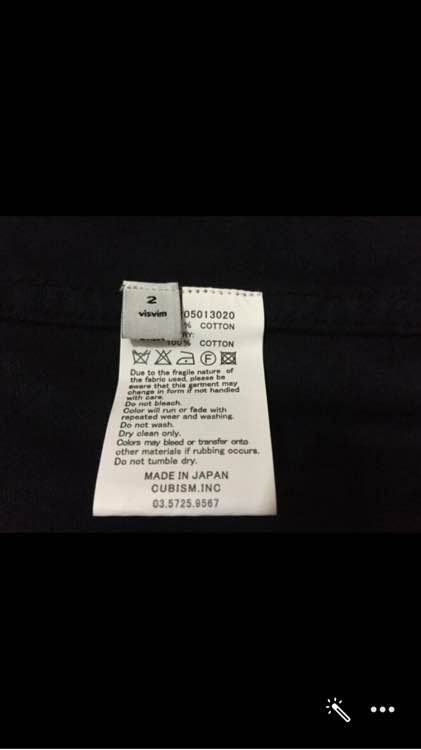 2
visvim
05013020
% COTTON
RY:
100% COTTON
F
Due to the fragile nature of
the fabric used, please be
aware that this garment may
change in form if not handled
with care.
Do not bleach.
Color will run or fade with
repeated wear and washing.
Do not wash.
Dry clean only.
Colors may bleed or transfer onto
other materials if rubbing occurs.
Do not tumble dry.
MADE IN JAPAN
CUBISM.INC
03.5725.9567